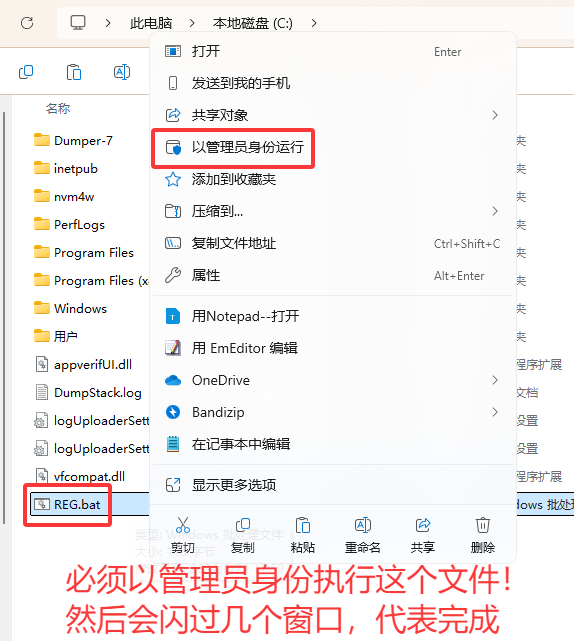 此电脑 本地磁盘 (C:)
名称
打开 Enter
发送到我的手机
共享对象
以管理员身份运行
添加到收藏夹
压缩到...
复制文件地址 Ctrl+Shift+C
属性 Alt+Enter
用Notepad--打开
用 EmEditor 编辑
OneDrive
Bandizip
在记事本中编辑
显示更多选项
剪切 复制 粘贴 重命名 共享 删除
Dumper-7 夹
inetpub 夹
nvm4w 夹
PerfLogs 夹
Program Files 夹
Program Files (x 夹
Windows 夹
用户 夹
appverifUI.dll 程序扩展
DumpStack.log 文档
logUploaderSett 设置
logUploaderSett 设置
vfcompat.dll 程序扩展
REG.bat dows 批处
类型: Windows 批处理文件
大小: 字节
必须以管理员身份执行这个文件！
然后会闪过几个窗口，代表完成